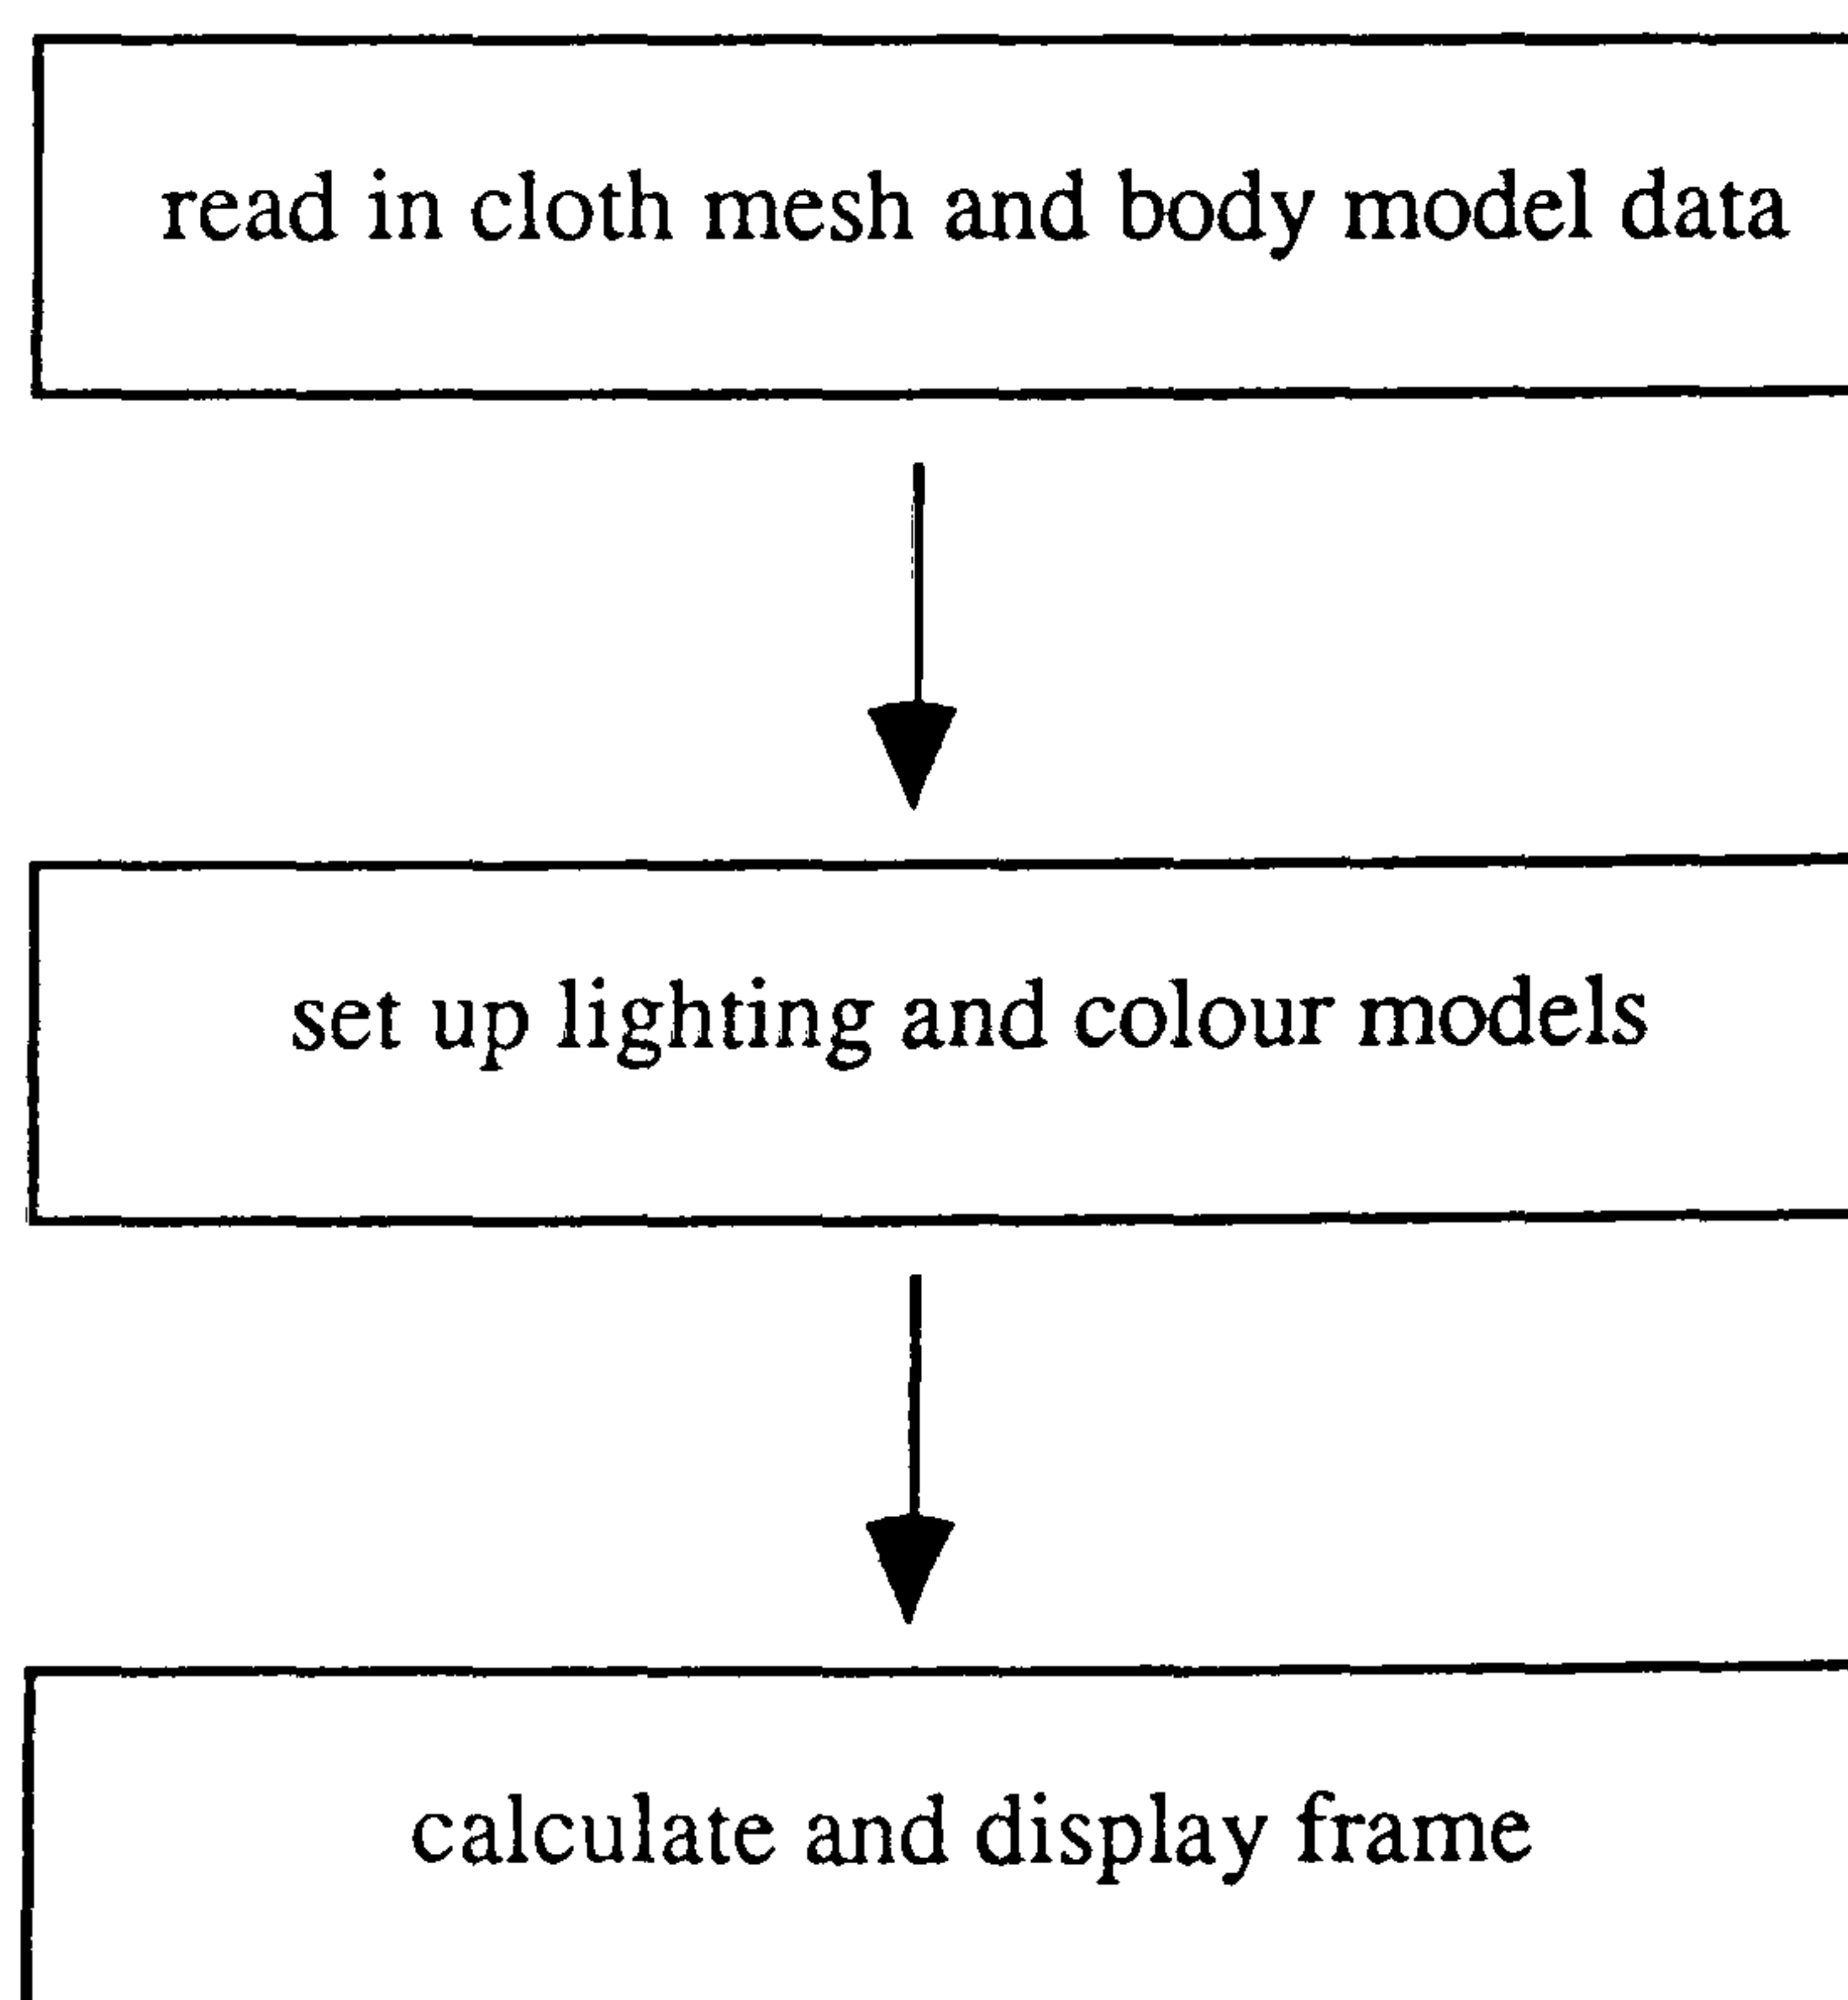 read in cloth mesh and body model data
set up lighting and colour models
calculate and display frame